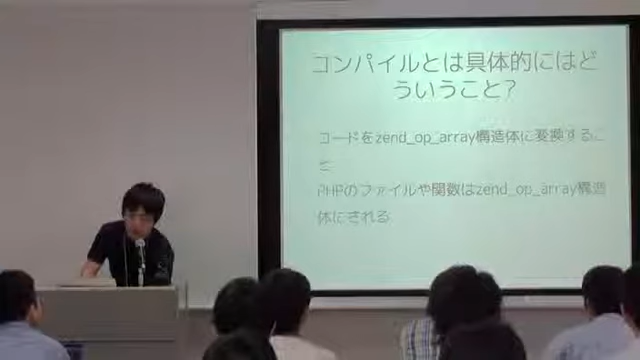 コンパイルとは具体的にはど
ういうこと?
コードをzend_op_array構造体に変換するこ
と
PHPのファイルや関数はzend_op_array構造
体にされる